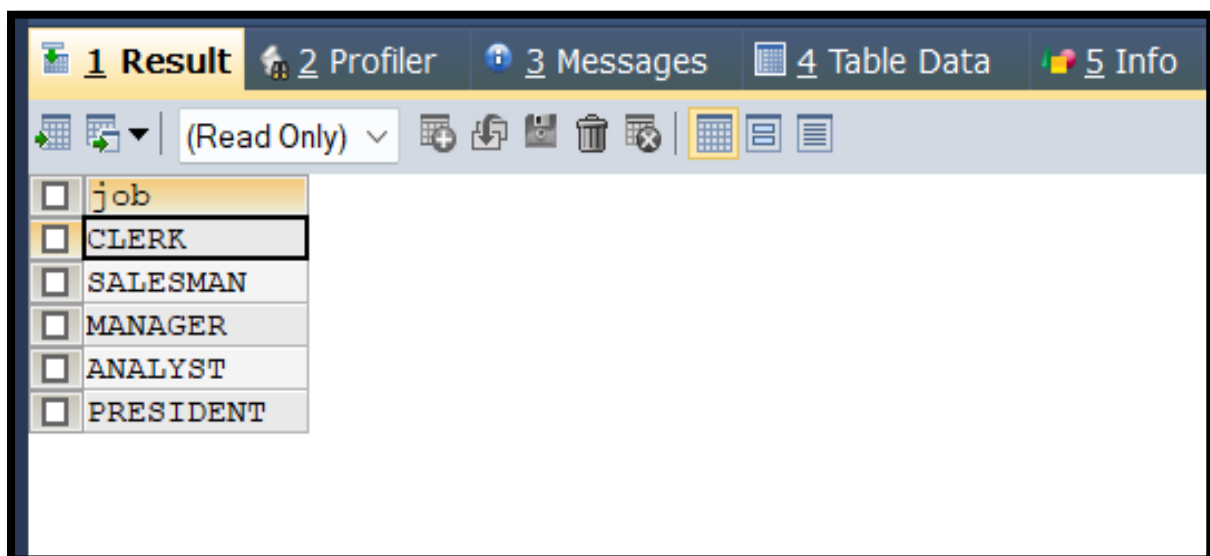 1 Result 2 Profiler 3 Messages 4 Table Data 5 Info
(Read Only)
job
CLERK
SALESMAN
MANAGER
ANALYST
PRESIDENT